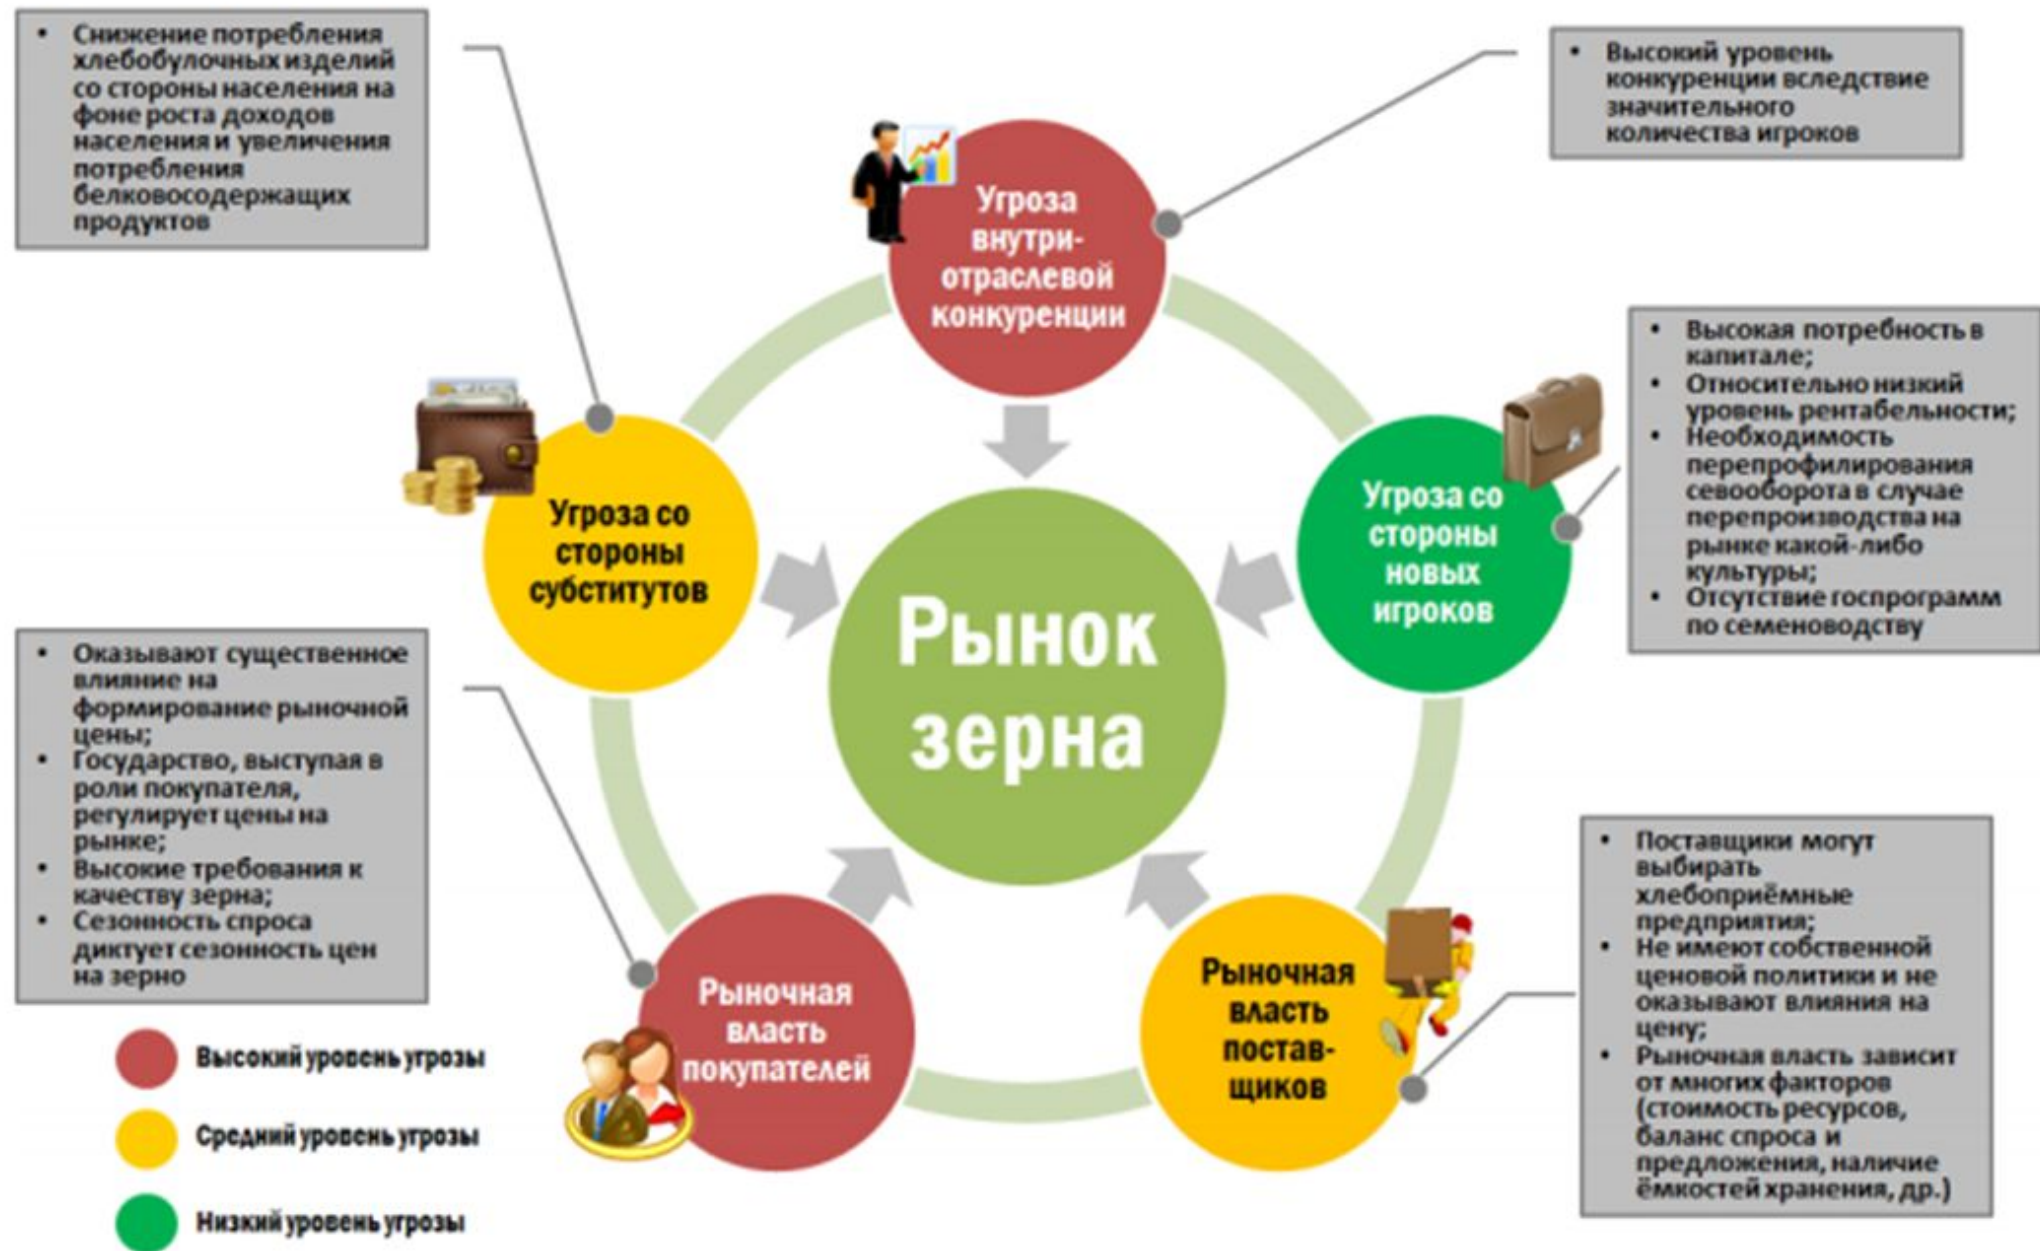 • Снижение потребления
хлебобулочных изделий
со стороны населения на
фоне роста доходов
населения и увеличения
потребления
белковосодержащих
продуктов
• Высокий уровень
конкуренции вследствие
значительного
количества игроков
Угроза
внутри-
отраслевой
конкуренции
• Высокая потребность в
капитале;
• Относительно низкий
уровень рентабельности;
• Необходимость
перепрофилирования
севооборота в случае
перепроизводства на
рынке какой-либо
культуры;
• Отсутствие госпрограмм
по семеноводству
Угроза со
стороны
субститутов
Угроза со
стороны
новых
игроков
Рынок
зерна
• Оказывают существенное
влияние на
формирование рыночной
цены;
• Государство, выступая в
роли покупателя,
регулирует цены на
рынке;
• Высокие требования к
качеству зерна;
• Сезонность спроса
диктует сезонность цен
на зерно
Рыночная
власть
покупателей
Рыночная
власть
постав-
щиков
• Поставщики могут
выбирать
хлебоприёмные
предприятия;
• Не имеют собственной
ценовой политики и не
оказывают влияния на
цену;
• Рыночная власть зависит
от многих факторов
(стоимость ресурсов,
баланс спроса и
предложения, наличие
ёмкостей хранения, др.)
Высокий уровень угрозы
Средний уровень угрозы
Низкий уровень угрозы